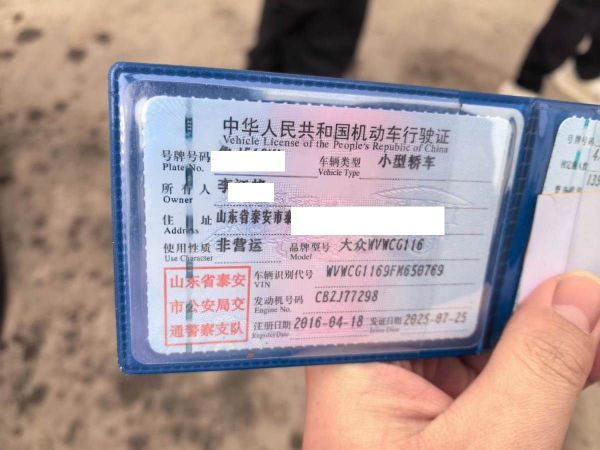 中华人民共和国机动车行驶证
Vehicle License of the People's Republic of China
号牌号码 车辆类型 小型轿车
Plate No. Vehicle Type
所有人
Owner
住址 山东省泰安市泰
Address
使用性质 非营运 品牌型号 大众WVWCG116
Use Character Model
山东省泰安
市公安局交
通警察支队
车辆识别代号 WVWCG1169FM650769
VIN
发动机号码 CBZJ77298
Engine No.
注册日期 2016-04-18 发证日期 2025-07-25
Register Date Issue Date
号牌号码